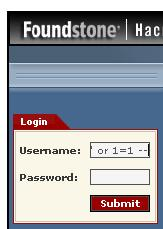 Foundstone | Hac
Login
Username: ' or 1=1 --
Password:
Submit